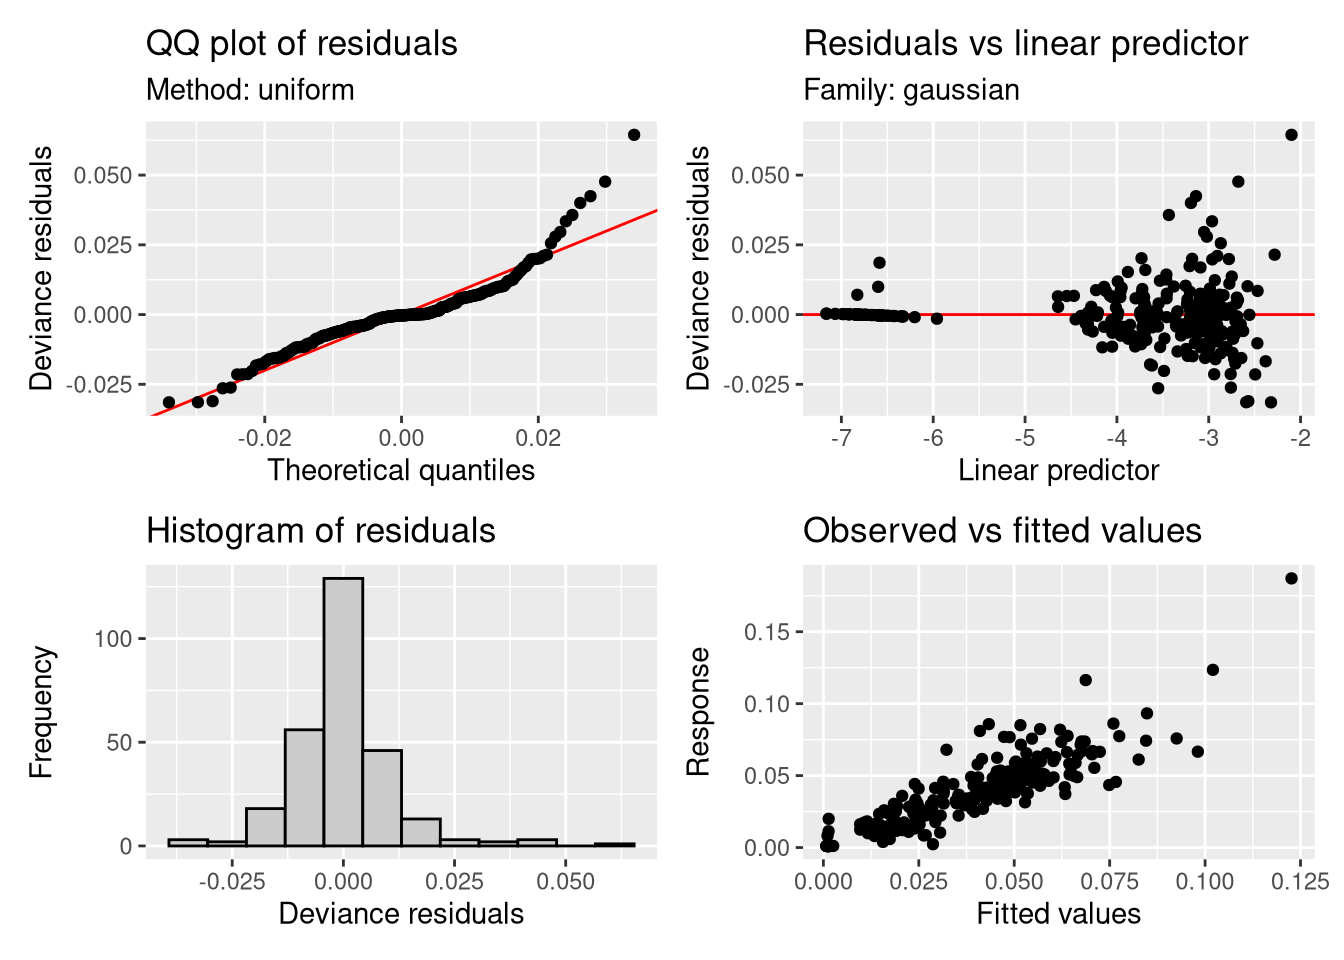 QQ plot of residuals
Method: uniform
Deviance residuals
0.050
0.025
0.000
-0.025
-0.02
0.00
0.02
Theoretical quantiles
Residuals vs linear predictor
Family: gaussian
Deviance residuals
0.050
0.025
0.000
-0.025
-7
-6
-5
-4
-3
-2
Linear predictor
Histogram of residuals
Frequency
100
50
0
-0.025
0.000
0.025
0.050
Deviance residuals
Observed vs fitted values
Response
0.15
0.10
0.05
0.00
0.000
0.025
0.050
0.075
0.100
0.125
Fitted values